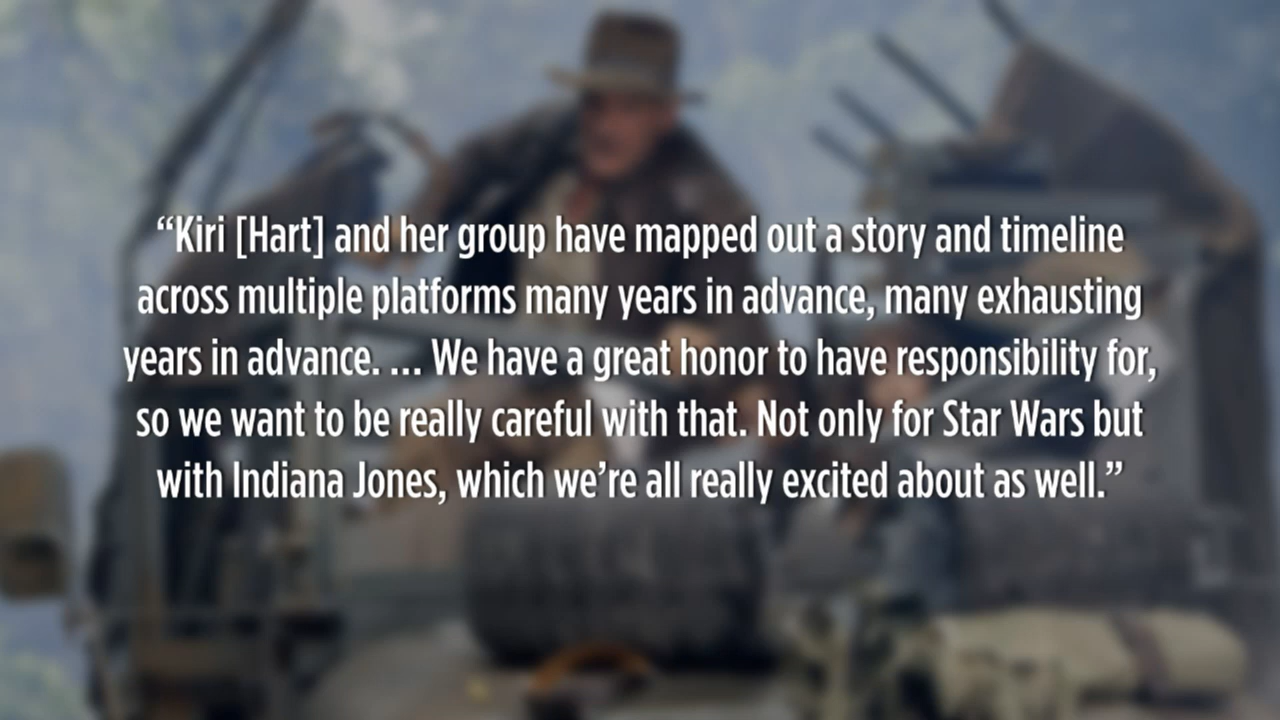 “Kiri [Hart] and her group have mapped out a story and timeline
across multiple platforms many years in advance, many exhausting
years in advance. ... We have a great honor to have responsibility for,
so we want to be really careful with that. Not only for Star Wars but
with Indiana Jones, which we’re all really excited about as well.”